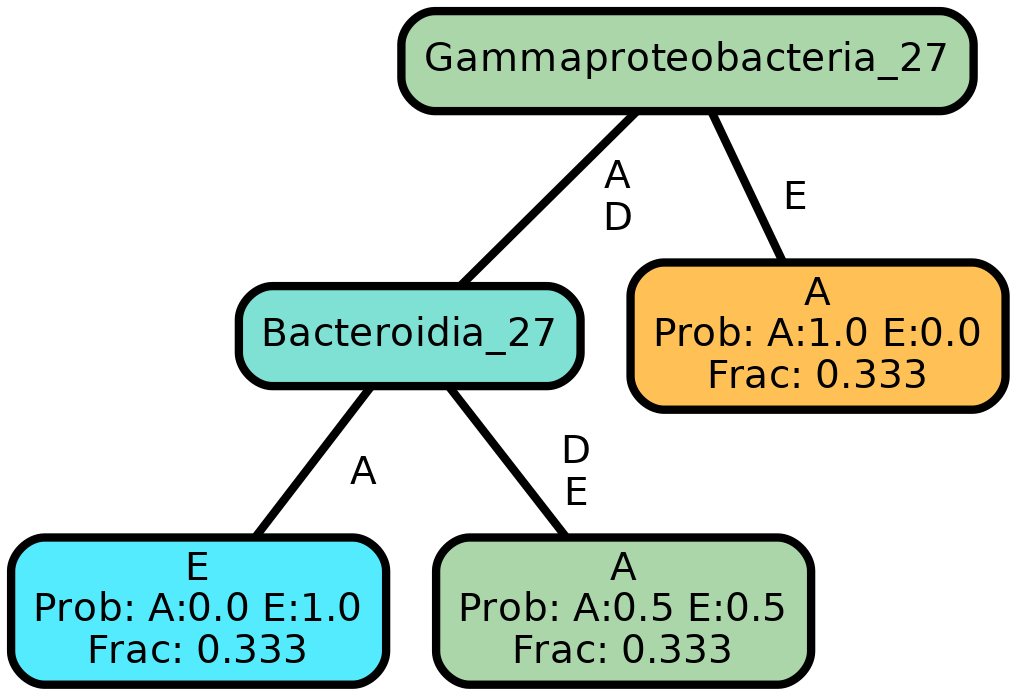 Gammaproteobacteria_27
A
D
E
A
Prob: A:1.0 E:0.0
Frac: 0.333
Bacteroidia_27
A
D
E
E
Prob: A:0.0 E:1.0
Frac: 0.333
A
Prob: A:0.5 E:0.5
Frac: 0.333